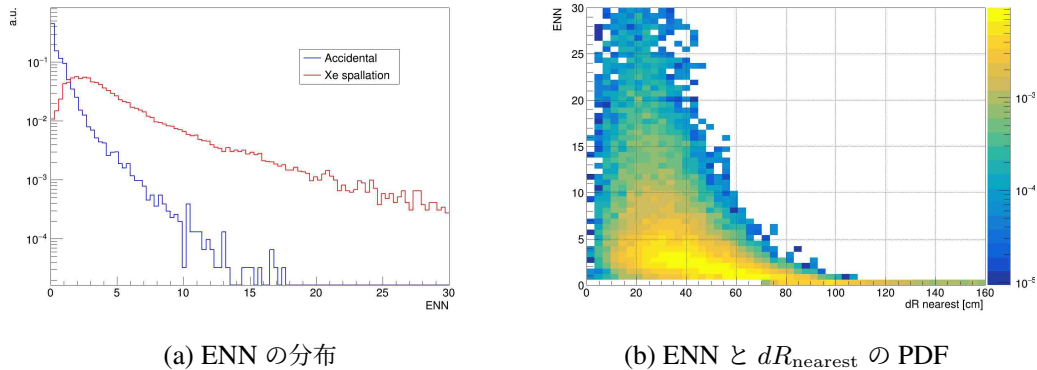 a.u.
10⁻¹
10⁻²
10⁻³
10⁻⁴
0 5 10 15 20 25 30
ENN
Accidental
Xe spallation
(a) ENN の分布
ENN
30
25
20
15
10
5
0
0 20 40 60 80 100 120 140 160
dR nearest [cm]
10⁻³
10⁻⁴
10⁻⁵
(b) ENN と dR_nearest の PDF